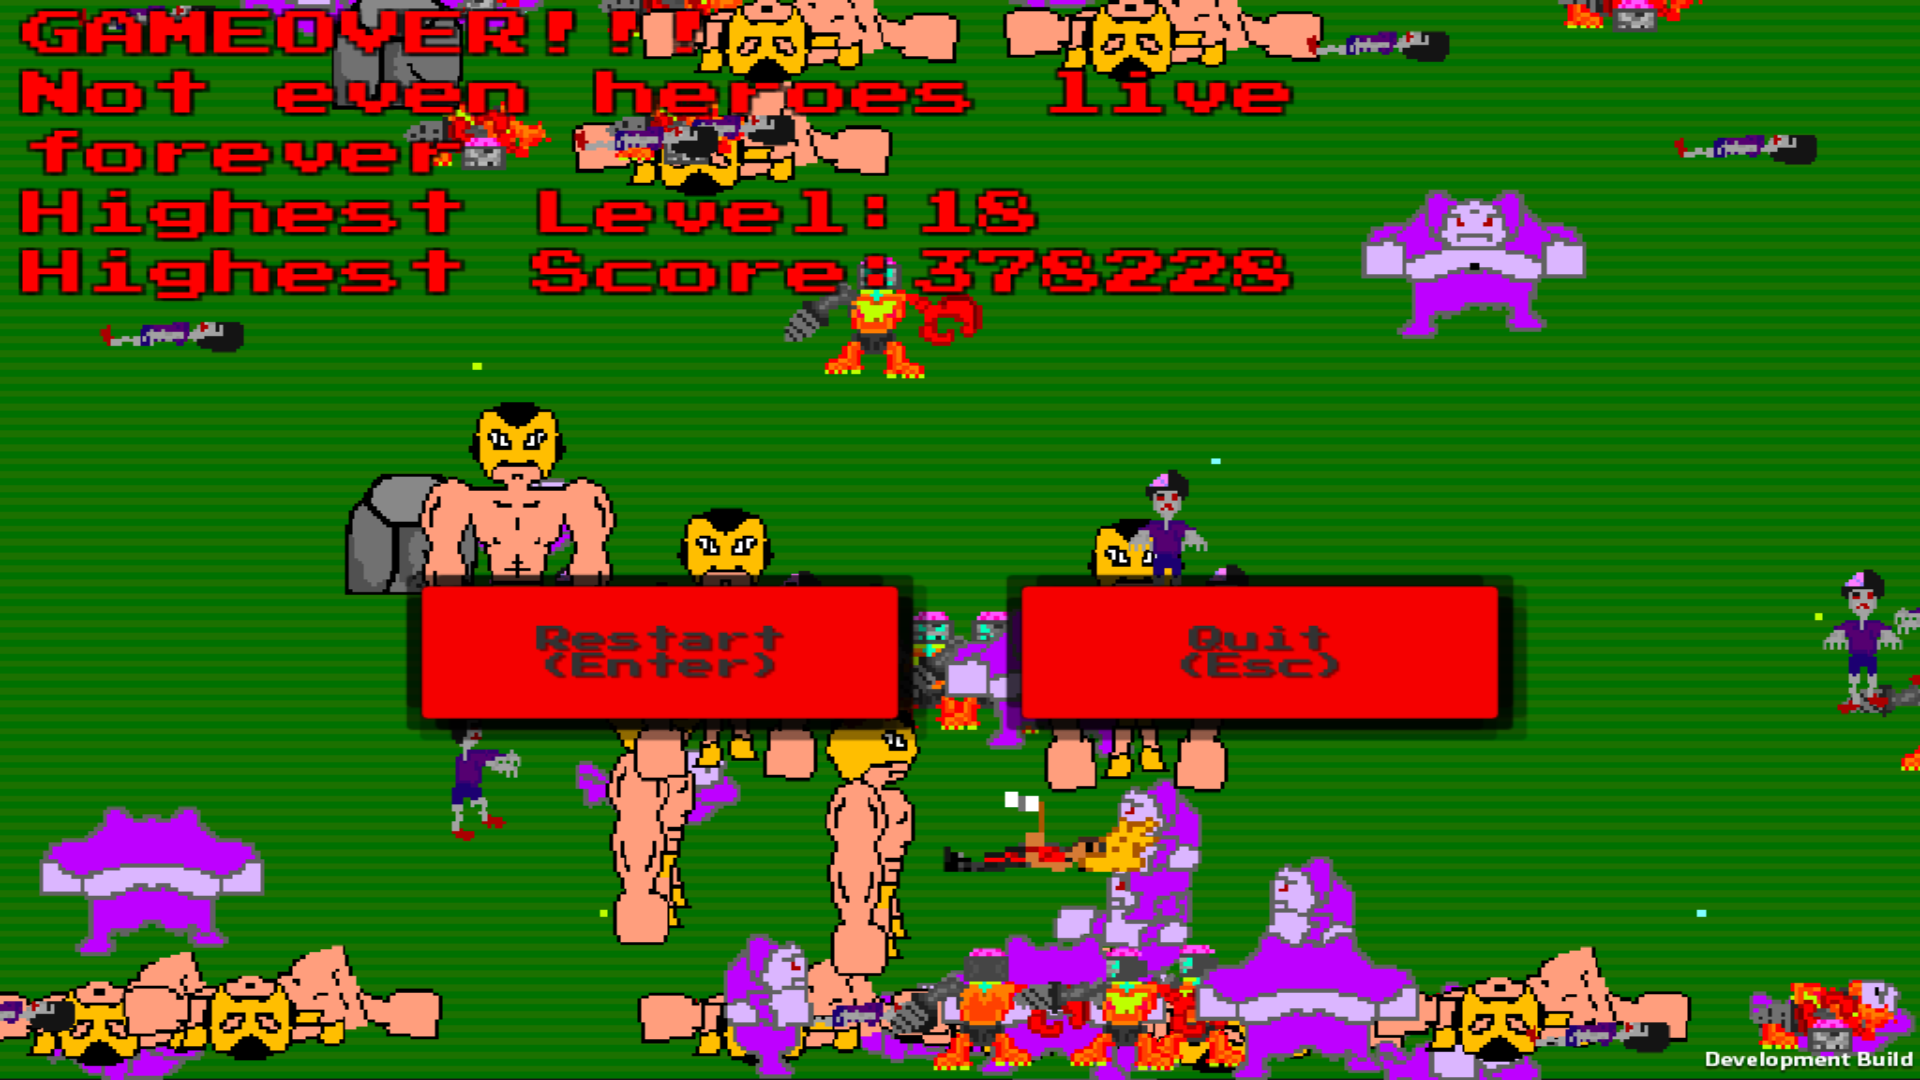 GAMEOVER!!!
Not even heroes live
forever
Highest Level:18
Highest Score:378228
Restart
(Enter)
Quit
(Esc)
Development Build